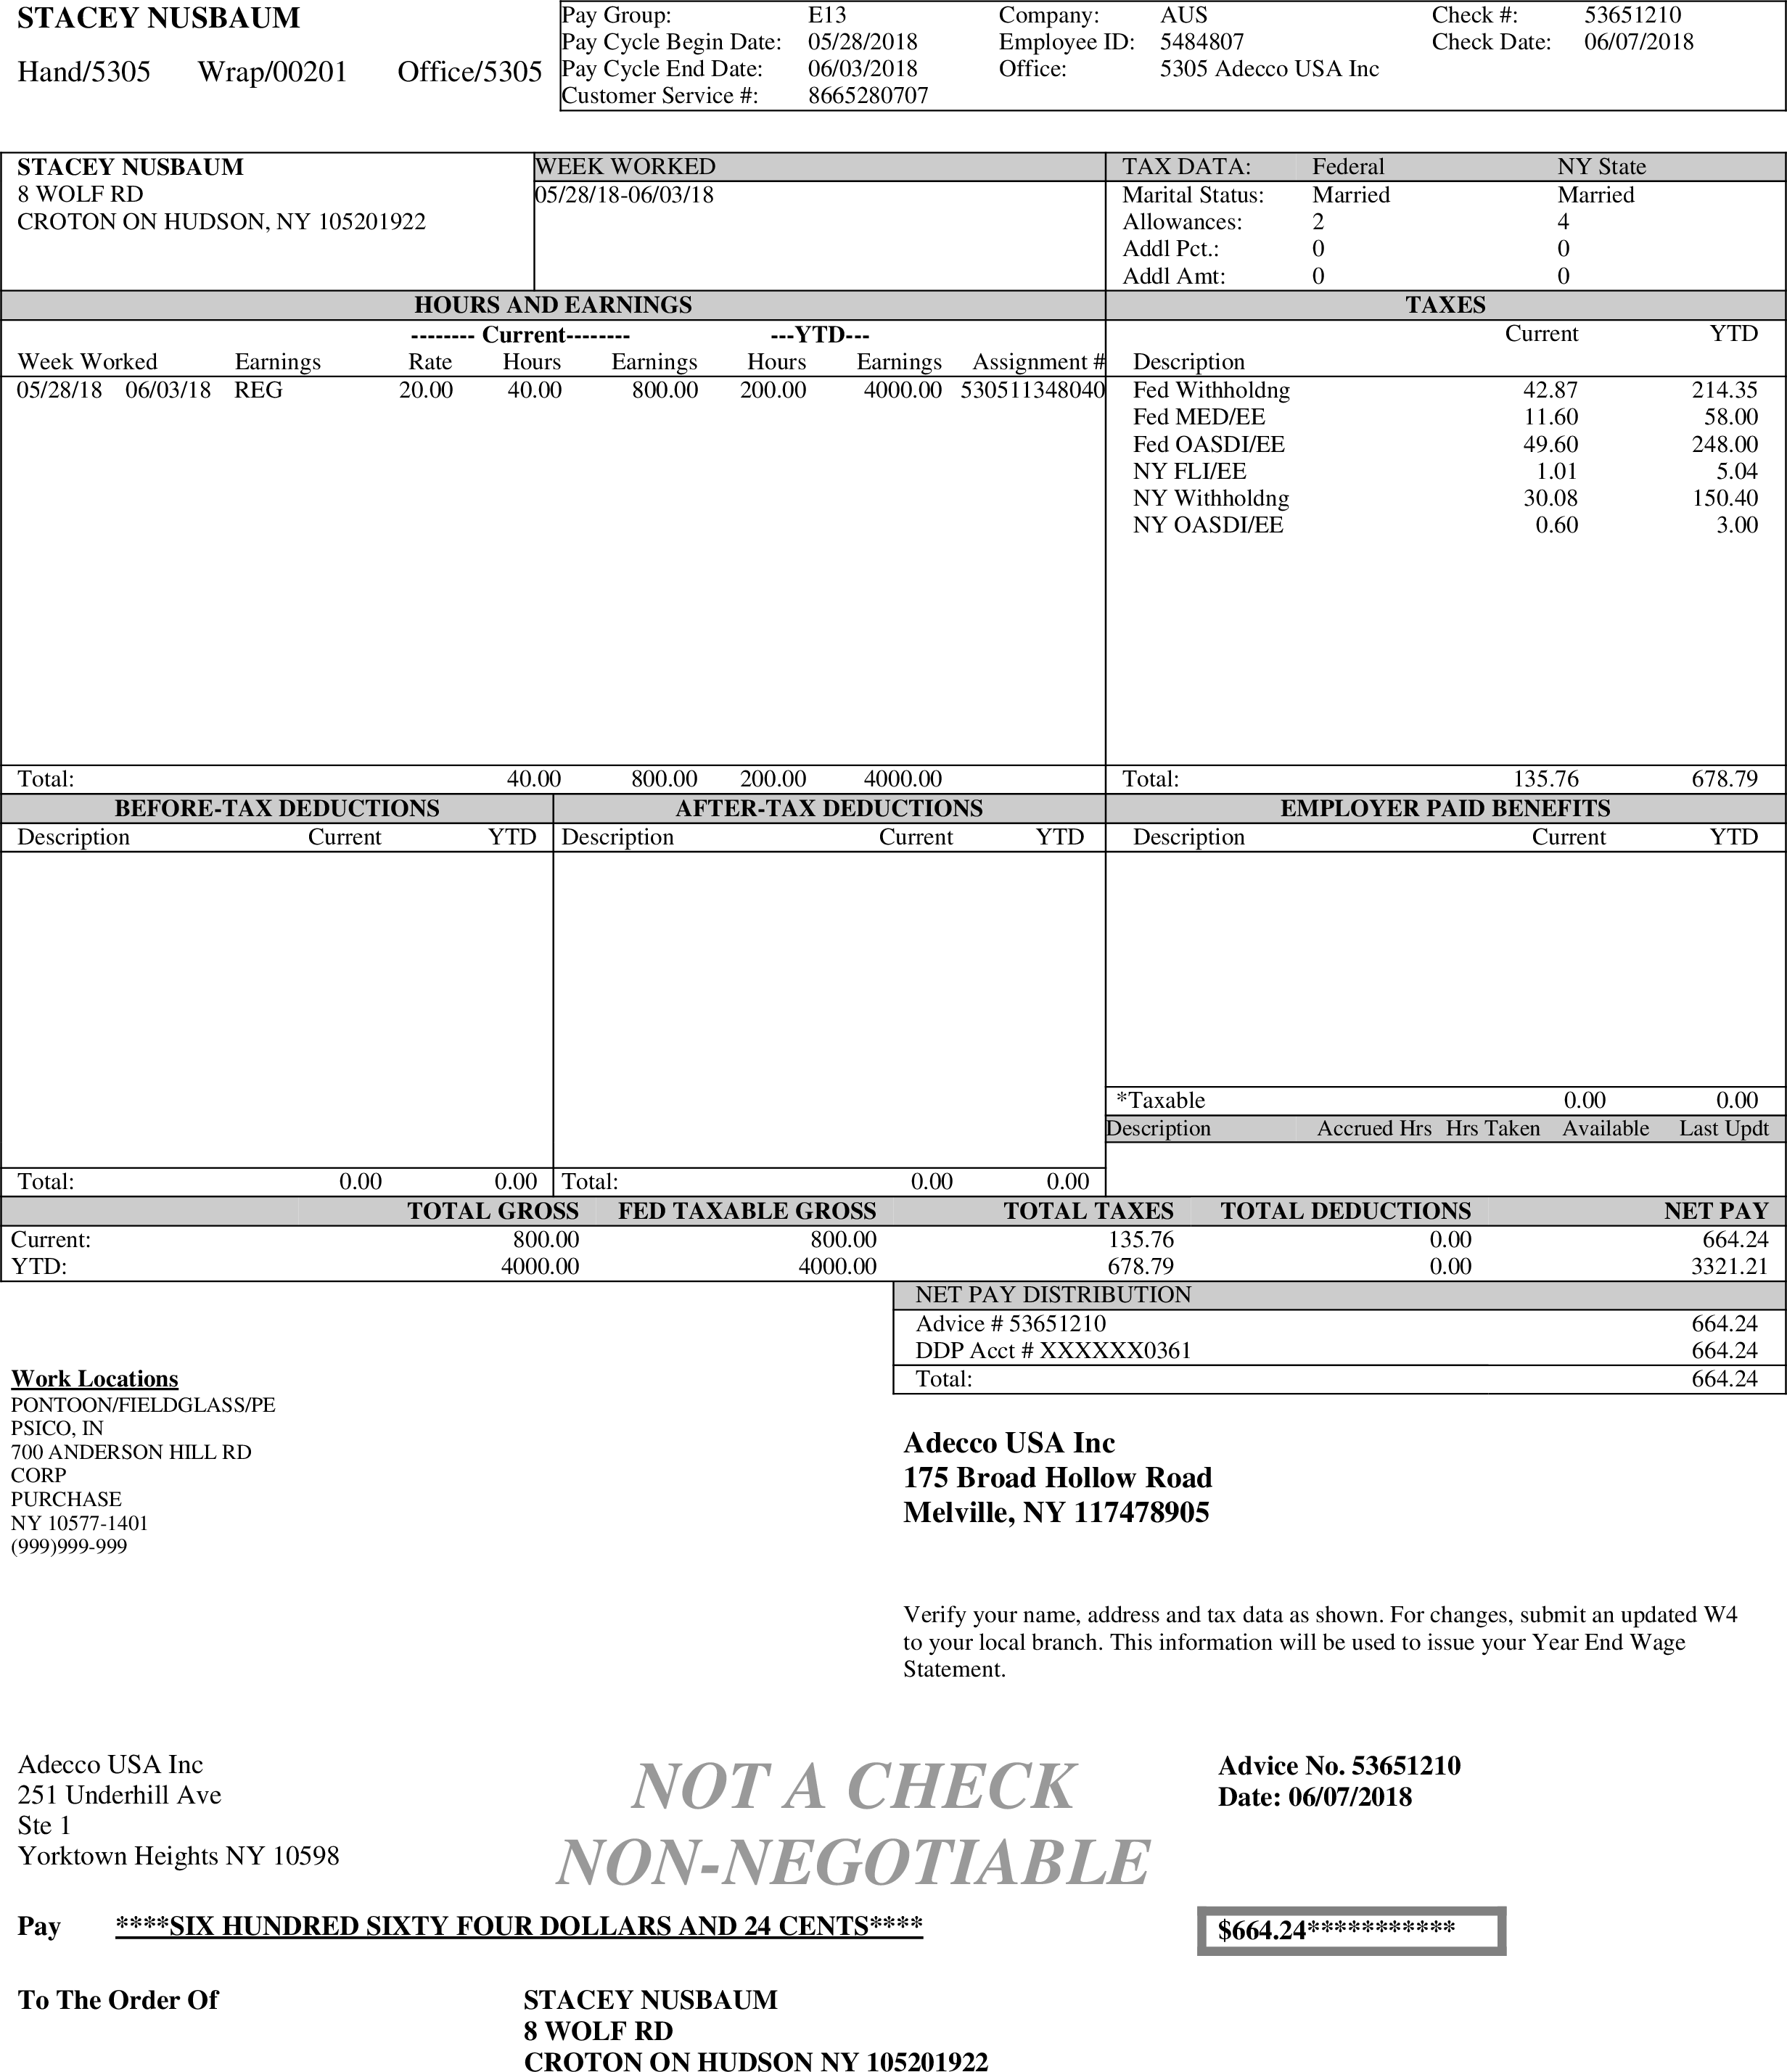 STACEY NUSBAUM
Hand/5305 Wrap/00201 Office/5305
Pay Group: E13 Company: AUS Check #: 53651210
Pay Cycle Begin Date: 05/28/2018 Employee ID: 5484807 Check Date: 06/07/2018
Pay Cycle End Date: 06/03/2018 Office: 5305 Adecco USA Inc
Customer Service #: 8665280707
STACEY NUSBAUM
8 WOLF RD
CROTON ON HUDSON, NY 105201922
WEEK WORKED
05/28/18-06/03/18
TAX DATA: Federal NY State
Marital Status: Married Married
Allowances: 2 4
Addl Pct.: 0 0
Addl Amt: 0 0
HOURS AND EARNINGS
-------- Current-------- ---YTD---
Week Worked Earnings Rate Hours Earnings Hours Earnings Assignment #
05/28/18 06/03/18 REG 20.00 40.00 800.00 200.00 4000.00 530511348040
Total: 40.00 800.00 200.00 4000.00
TAXES
Current YTD
Description
Fed Withholdng 42.87 214.35
Fed MED/EE 11.60 58.00
Fed OASDI/EE 49.60 248.00
NY FLI/EE 1.01 5.04
NY Withholdng 30.08 150.40
NY OASDI/EE 0.60 3.00
Total: 135.76 678.79
BEFORE-TAX DEDUCTIONS
Description Current YTD
Total: 0.00 0.00
AFTER-TAX DEDUCTIONS
Description Current YTD
Total: 0.00 0.00
EMPLOYER PAID BENEFITS
Description Current YTD
*Taxable 0.00 0.00
Description Accrued Hrs Hrs Taken Available Last Updt
TOTAL GROSS FED TAXABLE GROSS TOTAL TAXES TOTAL DEDUCTIONS NET PAY
Current: 800.00 800.00 135.76 0.00 664.24
YTD: 4000.00 4000.00 678.79 0.00 3321.21
NET PAY DISTRIBUTION
Advice # 53651210 664.24
DDP Acct # XXXXXX0361 664.24
Total: 664.24
Work Locations
PONTOON/FIELDGLASS/PE
PSICO, IN
700 ANDERSON HILL RD
CORP
PURCHASE
NY 10577-1401
(999)999-999
Adecco USA Inc
175 Broad Hollow Road
Melville, NY 117478905
Verify your name, address and tax data as shown. For changes, submit an updated W4
to your local branch. This information will be used to issue your Year End Wage
Statement.
Adecco USA Inc
251 Underhill Ave
Ste 1
Yorktown Heights NY 10598
NOT A CHECK
NON-NEGOTIABLE
Advice No. 53651210
Date: 06/07/2018
Pay ****SIX HUNDRED SIXTY FOUR DOLLARS AND 24 CENTS**** $664.24***********
To The Order Of STACEY NUSBAUM
8 WOLF RD
CROTON ON HUDSON NY 105201922